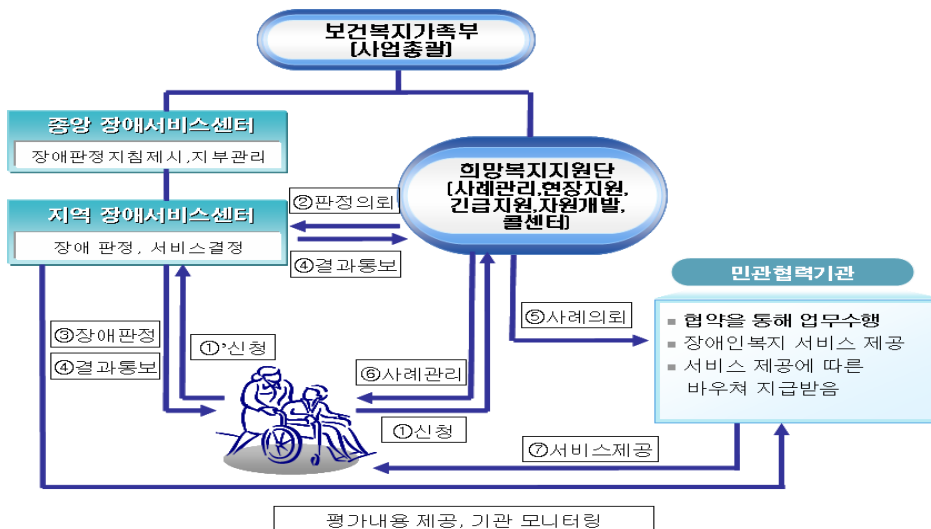 보건복지가족부
[사업총괄]
중앙 장애서비스센터
장애판정지침제시,지부관리
희망복지지원단
[사례관리,현장지원,
긴급지원,자원개발,
콜센터]
②판정의뢰
지역 장애서비스센터
장애 판정, 서비스결정
④결과통보
민관협력기관
③장애판정
④결과통보
①’신청
⑤사례의뢰
▪ 협약을 통해 업무수행
▪ 장애인복지 서비스 제공
▪ 서비스 제공에 따른
바우쳐 지급받음
⑥사례관리
①신청
⑦서비스제공
평가내용 제공, 기관 모니터링